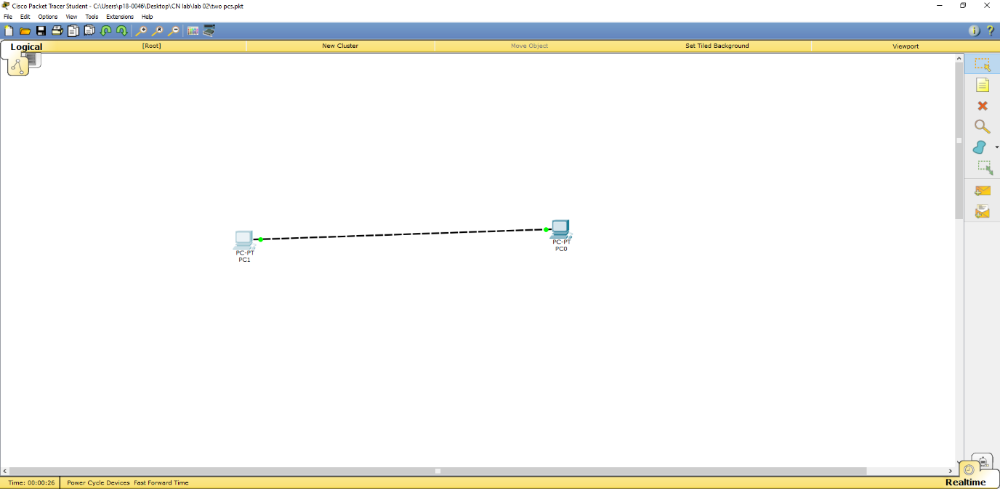 Cisco Packet Tracer Student - C:\Users\p18-0046\Desktop\CN lab\lab 02\two pcs.pkt
File Edit Options View Tools Extensions Help
Logical [Root] New Cluster Move Object Set Tiled Background Viewport
PC-PT
PC0
PC-PT
PC1
Time: 00:00:26 Power Cycle Devices Fast Forward Time
Realtime